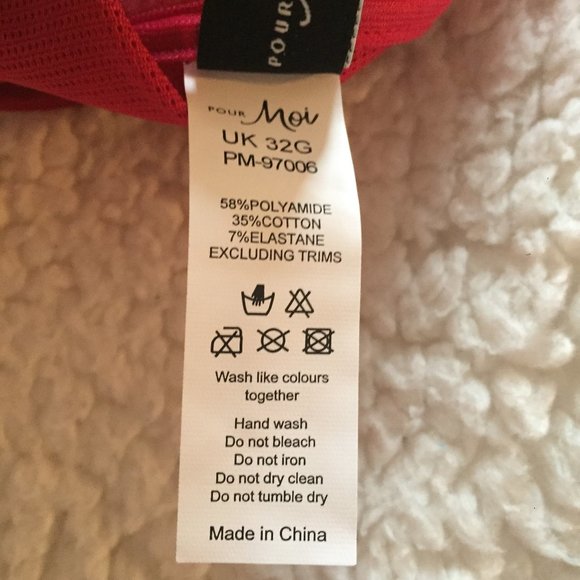 POUR
POUR Moi
UK 32G
PM-97006
58%POLYAMIDE
35%COTTON
7%ELASTANE
EXCLUDING TRIMS
Wash like colours
together
Hand wash
Do not bleach
Do not iron
Do not dry clean
Do not tumble dry
Made in China